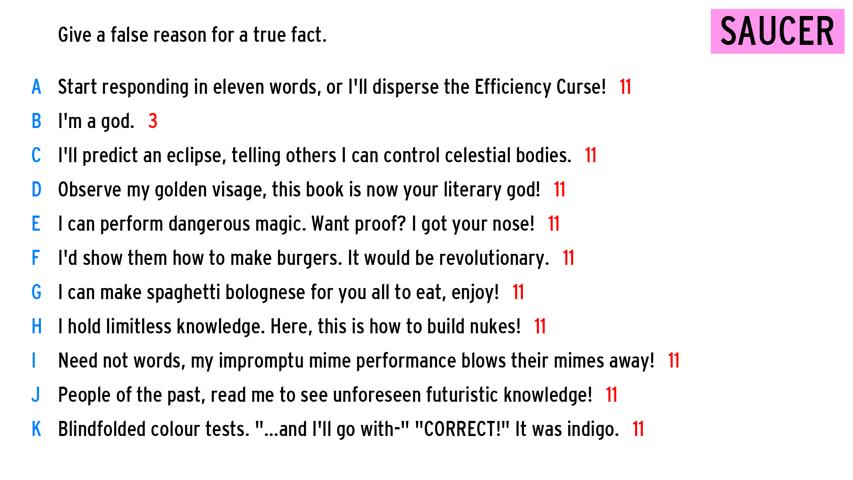 Give a false reason for a true fact.
SAUCER
A Start responding in eleven words, or I'll disperse the Efficiency Curse! 11
B I'm a god. 3
C I'll predict an eclipse, telling others I can control celestial bodies. 11
D Observe my golden visage, this book is now your literary god! 11
E I can perform dangerous magic. Want proof? I got your nose! 11
F I'd show them how to make burgers. It would be revolutionary. 11
G I can make spaghetti bolognese for you all to eat, enjoy! 11
H I hold limitless knowledge. Here, this is how to build nukes! 11
I Need not words, my impromptu mime performance blows their mimes away! 11
J People of the past, read me to see unforeseen futuristic knowledge! 11
K Blindfolded colour tests. "...and I'll go with-" "CORRECT!" It was indigo. 11